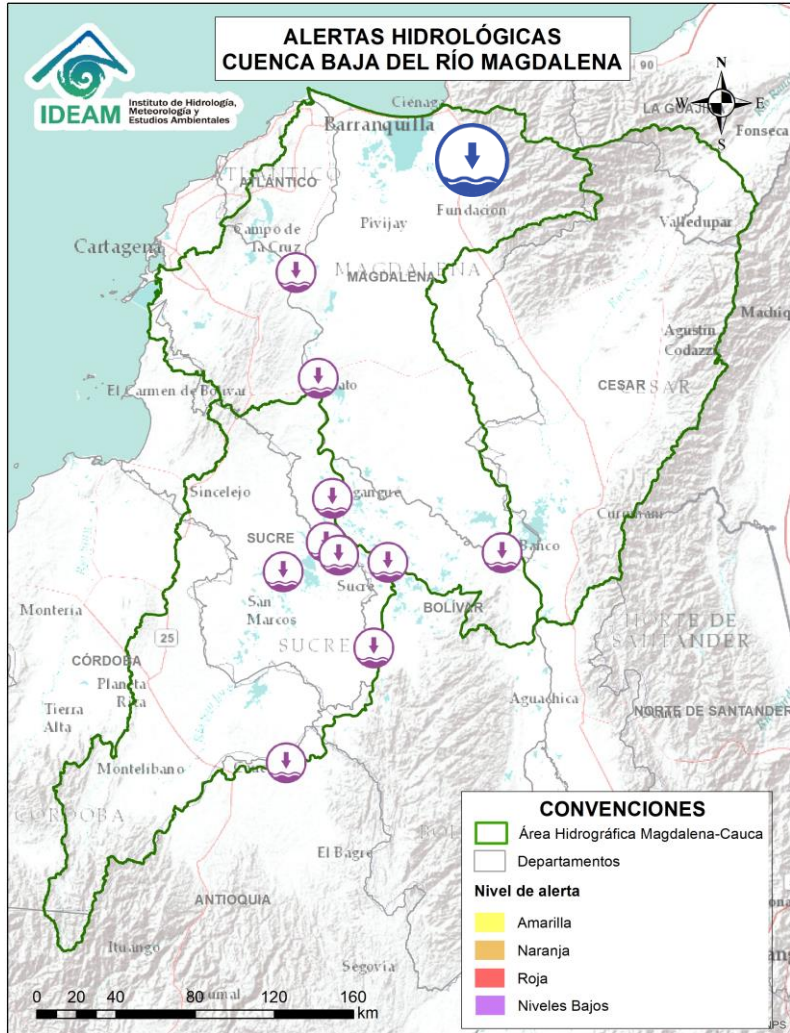 ALERTAS HIDROLÓGICAS
CUENCA BAJA DEL RÍO MAGDALENA
IDEAM
Instituto de Hidrología,
Meteorología y
Estudios Ambientales
N
W
E
S
90
LA GUAJIRA
Ciénaga
Barranquilla
Fonseca
ATLÁNTICO
ATLÁNTICO
Fundación
Pivijay
Valledupar
Campo de
la Cruz
Cartagena
MAGDALENA
MAGDALENA
Agustín
Codazzi
El Carmen de Bolívar
CESAR
CESAR
Sincelejo
SUCRE
Banco
Sucre
San
Marcos
BOLÍVAR
Montería
NORTE DE
SANTANDER
SUCRE
25
CÓRDOBA
Planeta
Rica
Tierra
Alta
Aguachica
NORTE DE SANTANDER
Montelíbano
CÓRDOBA
El Bagre
ANTIOQUIA
Ituango
Segovia
CONVENCIONES
Área Hidrográfica Magdalena-Cauca
Departamentos
Nivel de alerta
Amarilla
Naranja
Roja
Niveles Bajos
0 20 40 80 120 160
km